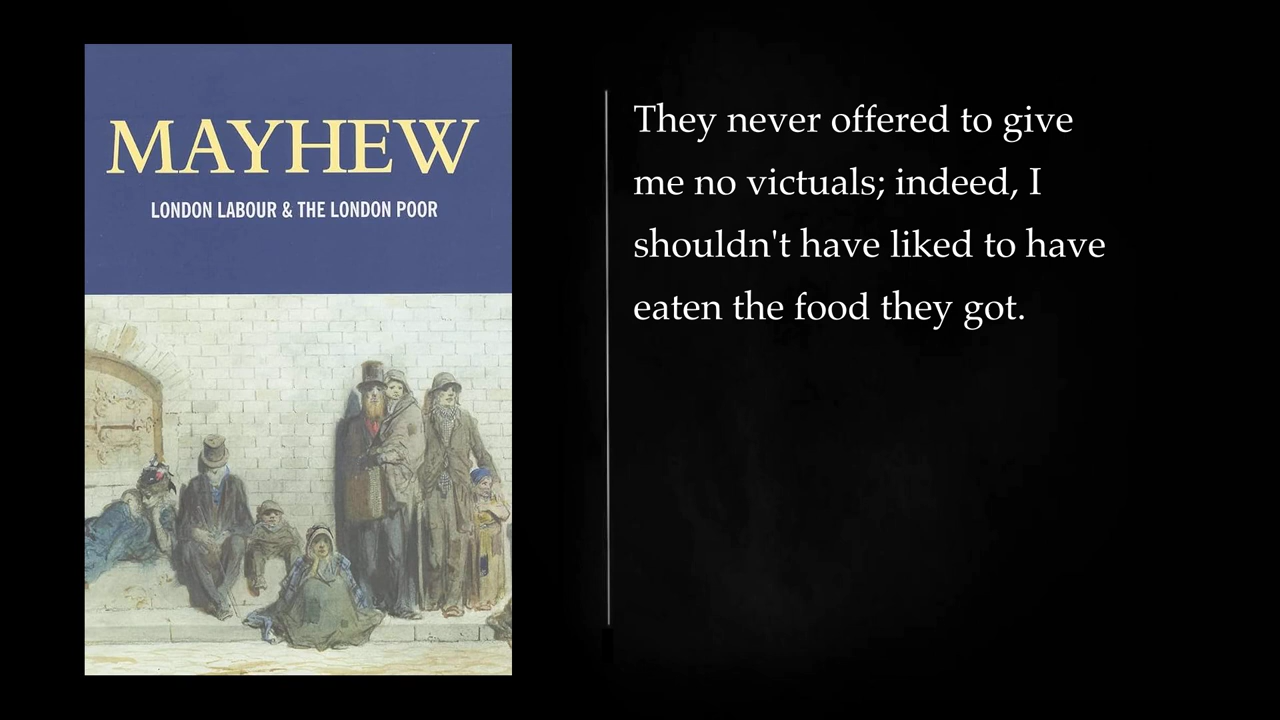 MAYHEW
LONDON LABOUR & THE LONDON POOR
They never offered to give
me no victuals; indeed, I
shouldn't have liked to have
eaten the food they got.